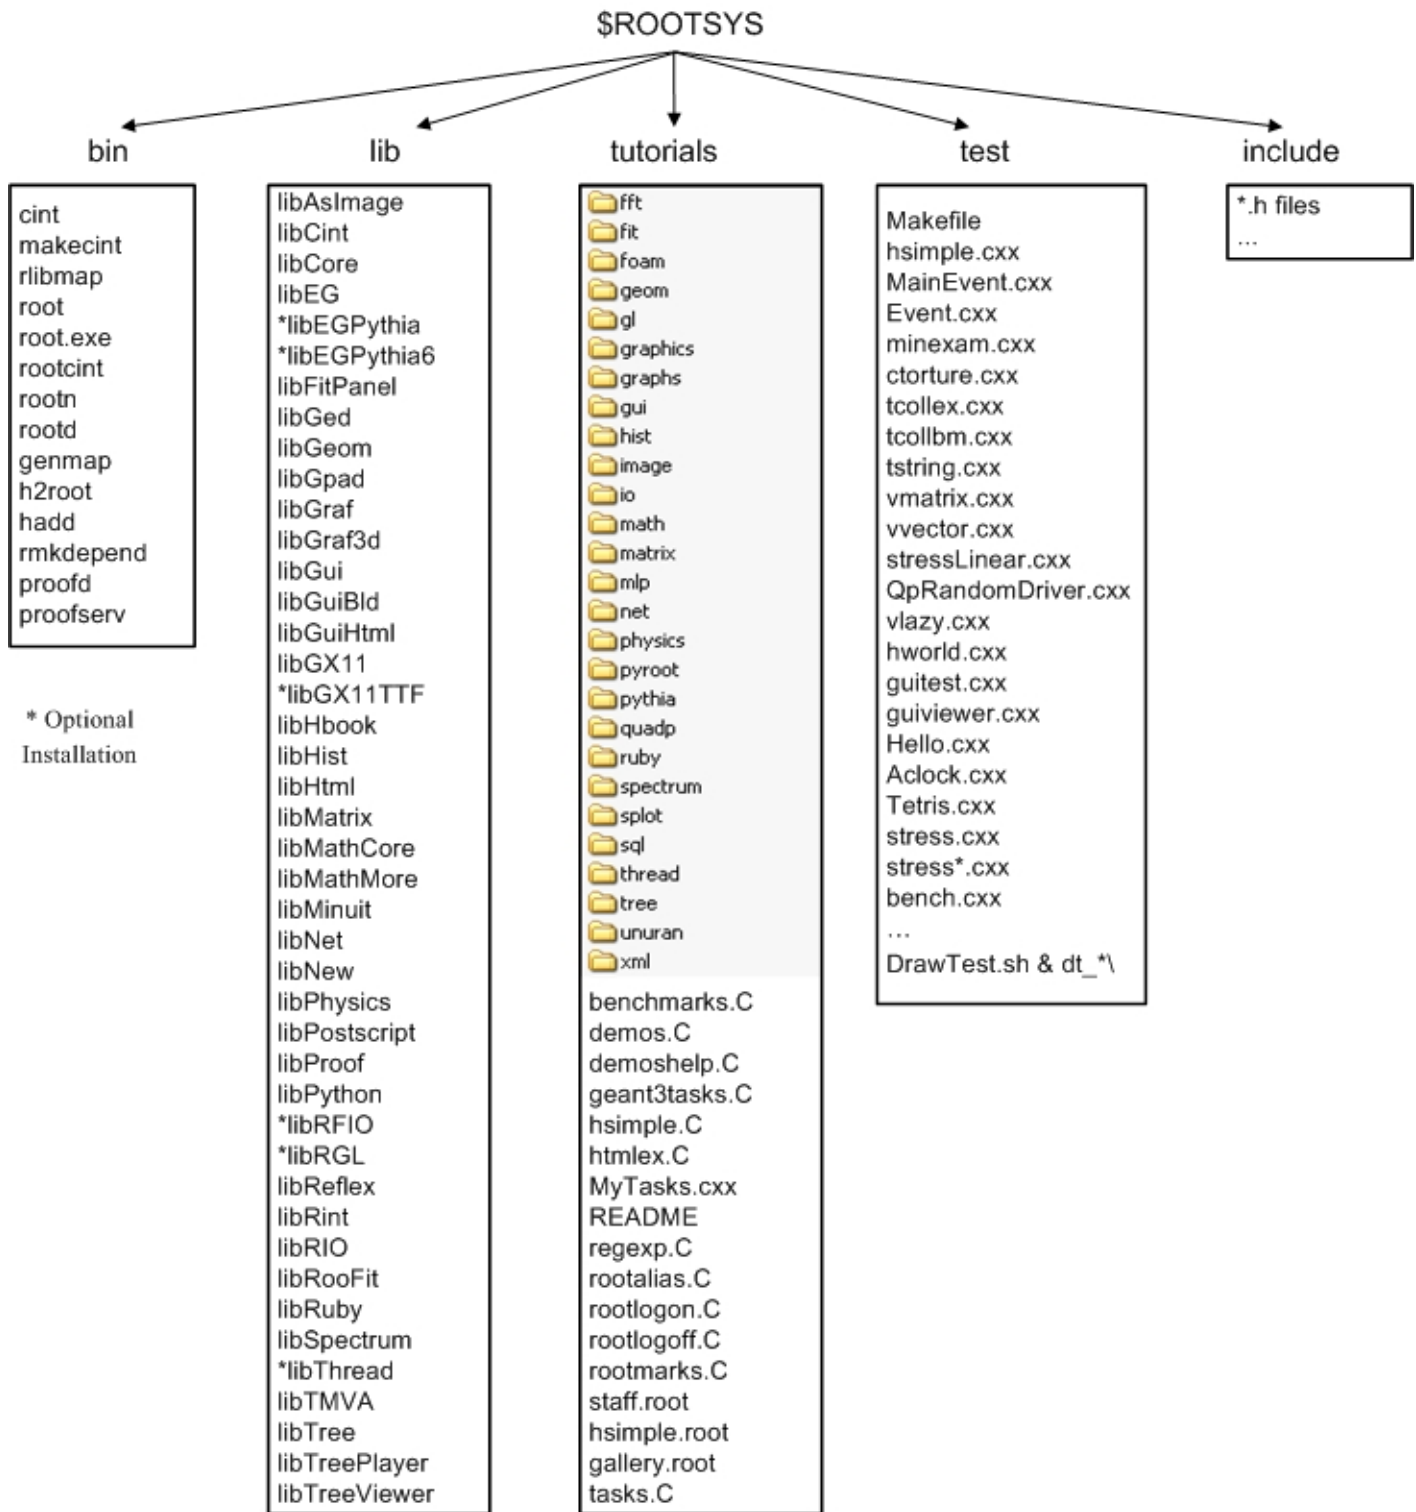 $ROOTSYS
bin
lib
tutorials
test
include
cint
makecint
rlibmap
root
root.exe
rootcint
rootn
rootd
genmap
h2root
hadd
rmkdepend
proofd
proofserv
* Optional
Installation
libAsImage
libCint
libCore
libEG
*libEGPythia
*libEGPythia6
libFitPanel
libGed
libGeom
libGpad
libGraf
libGraf3d
libGui
libGuiBld
libGuiHtml
libGX11
*libGX11TTF
libHbook
libHist
libHtml
libMatrix
libMathCore
libMathMore
libMinuit
libNet
libNew
libPhysics
libPostscript
libProof
libPython
*libRFIO
*libRGL
libReflex
libRint
libRIO
libRooFit
libRuby
libSpectrum
*libThread
libTMVA
libTree
libTreePlayer
libTreeViewer
fft
fit
foam
geom
gl
graphics
graphs
gui
hist
image
io
math
matrix
mlp
net
physics
pyroot
pythia
quadp
ruby
spectrum
splot
sql
thread
tree
unuran
xml
benchmarks.C
demos.C
demoshelp.C
geant3tasks.C
hsimple.C
htmlex.C
MyTasks.cxx
README
regexp.C
rootalias.C
rootlogon.C
rootlogoff.C
rootmarks.C
staff.root
hsimple.root
gallery.root
tasks.C
Makefile
hsimple.cxx
MainEvent.cxx
Event.cxx
minexam.cxx
ctorture.cxx
tcollex.cxx
tcollbm.cxx
tstring.cxx
vmatrix.cxx
vvector.cxx
stressLinear.cxx
QpRandomDriver.cxx
vlazy.cxx
hworld.cxx
guitest.cxx
guiviewer.cxx
Hello.cxx
Aclock.cxx
Tetris.cxx
stress.cxx
stress*.cxx
bench.cxx
…
DrawTest.sh & dt_*\
*.h files
…